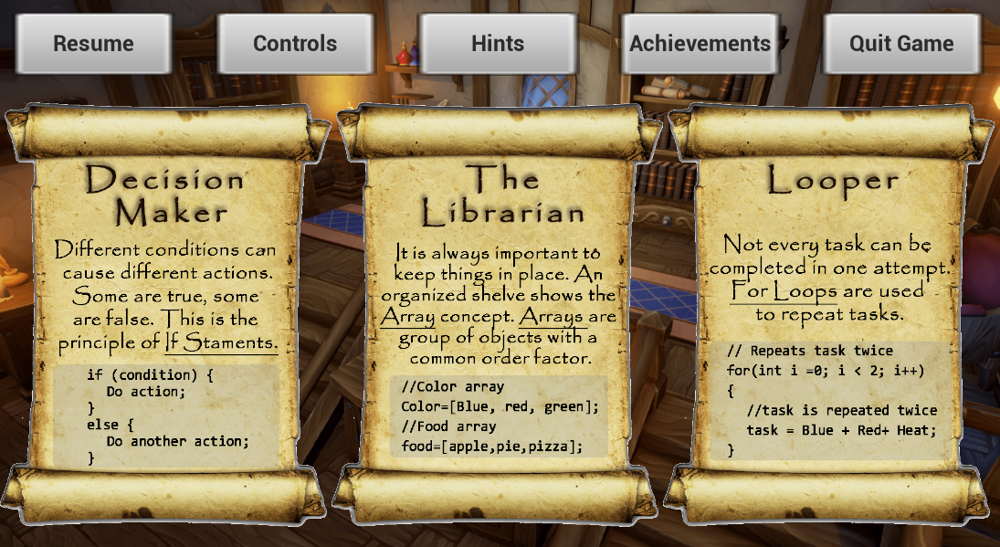 Resume
Controls
Hints
Achievements
Quit Game
Decision
Maker
Different conditions can
cause different actions.
Some are true, some
are false. This is the
principle of If Staments.
if (condition) {
Do action;
}
else {
Do another action;
}
The
Librarian
It is always important to
keep things in place. An
organized shelve shows the
Array concept. Arrays are
group of objects with a
common order factor.
//Color array
Color=[Blue, red, green];
//Food array
food=[apple,pie,pizza];
Looper
Not every task can be
completed in one attempt.
For Loops are used
to repeat tasks.
// Repeats task twice
for(int i =0; i < 2; i++)
{
//task is repeated twice
task = Blue + Red+ Heat;
}